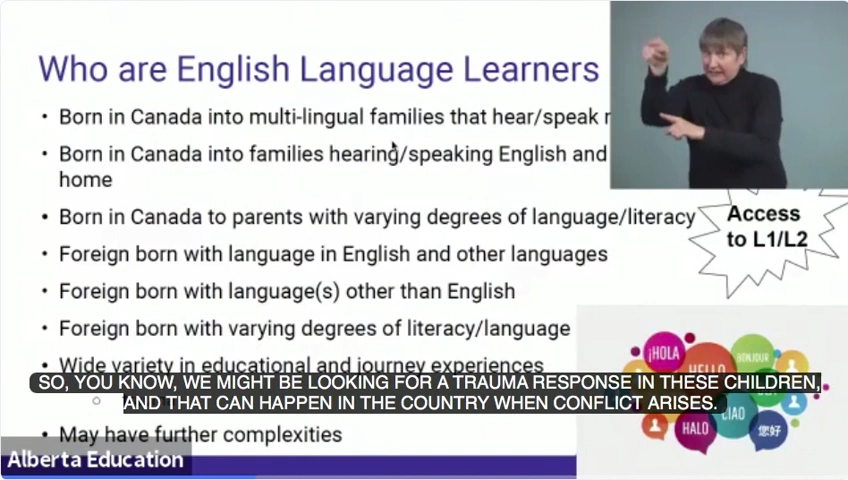 Who are English Language Learners
• Born in Canada into multi-lingual families that hear/speak
• Born in Canada into families hearing/speaking English and
home
• Born in Canada to parents with varying degrees of language/literacy
Access
to L1/L2
• Foreign born with language in English and other languages
• Foreign born with language(s) other than English
• Foreign born with varying degrees of literacy/language
• Wide variety in educational and journey experiences
¡HOLA
HELLO
BONJOUR
CIAO
HALO
您好
SO, YOU KNOW, WE MIGHT BE LOOKING FOR A TRAUMA RESPONSE IN THESE CHILDREN,
AND THAT CAN HAPPEN IN THE COUNTRY WHEN CONFLICT ARISES.
• May have further complexities
Alberta Education